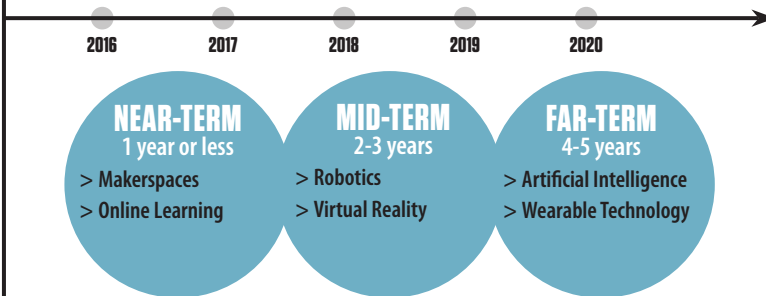 2016 2017 2018 2019 2020
NEAR-TERM
1 year or less
> Makerspaces
> Online Learning
MID-TERM
2-3 years
> Robotics
> Virtual Reality
FAR-TERM
4-5 years
> Artificial Intelligence
> Wearable Technology